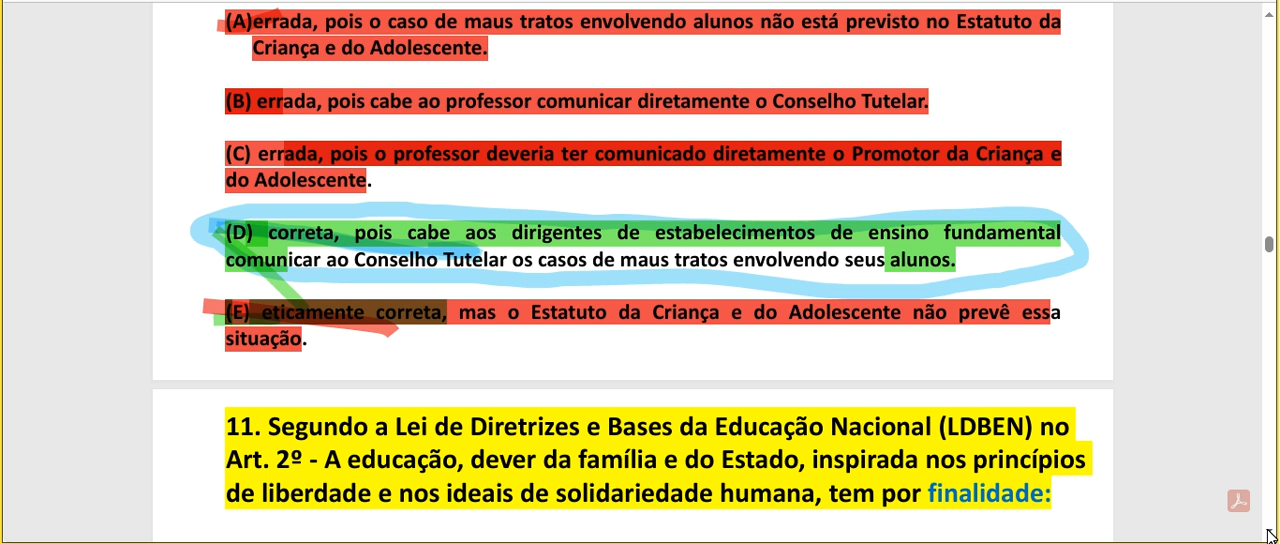 (A)errada, pois o caso de maus tratos envolvendo alunos não está previsto no Estatuto da
Criança e do Adolescente.
(B) errada, pois cabe ao professor comunicar diretamente o Conselho Tutelar.
(C) errada, pois o professor deveria ter comunicado diretamente o Promotor da Criança e
do Adolescente.
(D) correta, pois cabe aos dirigentes de estabelecimentos de ensino fundamental
comunicar ao Conselho Tutelar os casos de maus tratos envolvendo seus alunos.
(E) eticamente correta, mas o Estatuto da Criança e do Adolescente não prevê essa
situação.
11. Segundo a Lei de Diretrizes e Bases da Educação Nacional (LDBEN) no
Art. 2º - A educação, dever da família e do Estado, inspirada nos princípios
de liberdade e nos ideais de solidariedade humana, tem por finalidade: